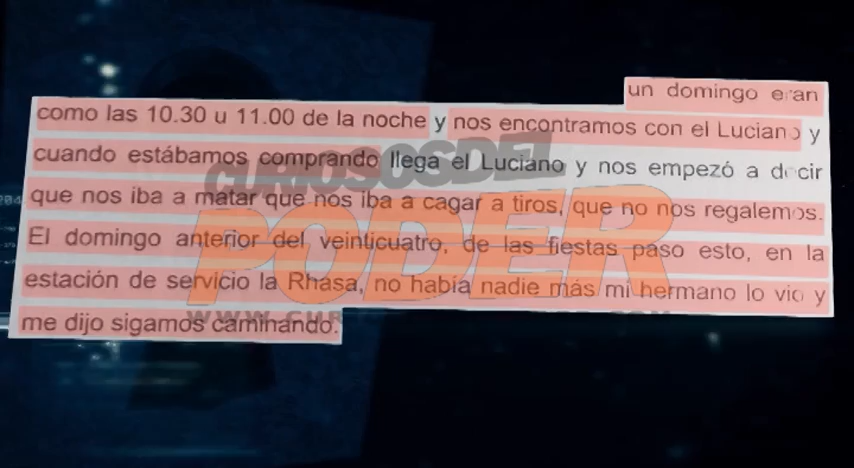 un domingo eran
como las 10.30 u 11.00 de la noche y nos encontramos con el Luciano y
cuando estábamos comprando llega el Luciano y nos empezó a decir
que nos iba a matar que nos iba a cagar a tiros, que no nos regalemos.
El domingo anterior del veinticuatro, de las fiestas paso esto, en la
estación de servicio la Rhasa, no había nadie más mi hermano lo vio y
me dijo sigamos caminando.
CURIOSOSDEL
PODER